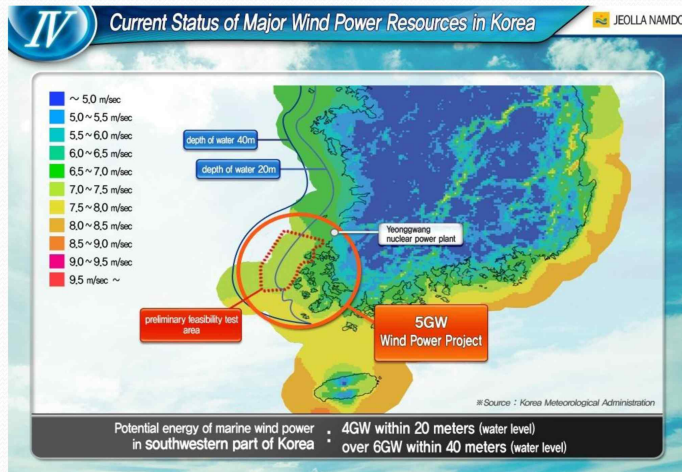 IV
Current Status of Major Wind Power Resources in Korea
JEOLLA NAMDO
~ 5.0 m/sec
5.0~5.5 m/sec
5.5~6.0 m/sec
6.0~6.5 m/sec
6.5~7.0 m/sec
7.0~7.5 m/sec
7.5~8.0 m/sec
8.0~8.5 m/sec
8.5~9.0 m/sec
9.0~9.5 m/sec
9.5 m/sec ~
depth of water 40m
depth of water 20m
Yeonggwang
nuclear power plant
preliminary feasibility test
area
5GW
Wind Power Project
※Source : Korea Meteorological Administration
Potential energy of marine wind power
in southwestern part of Korea
: 4GW within 20 meters (water level)
over 6GW within 40 meters (water level)